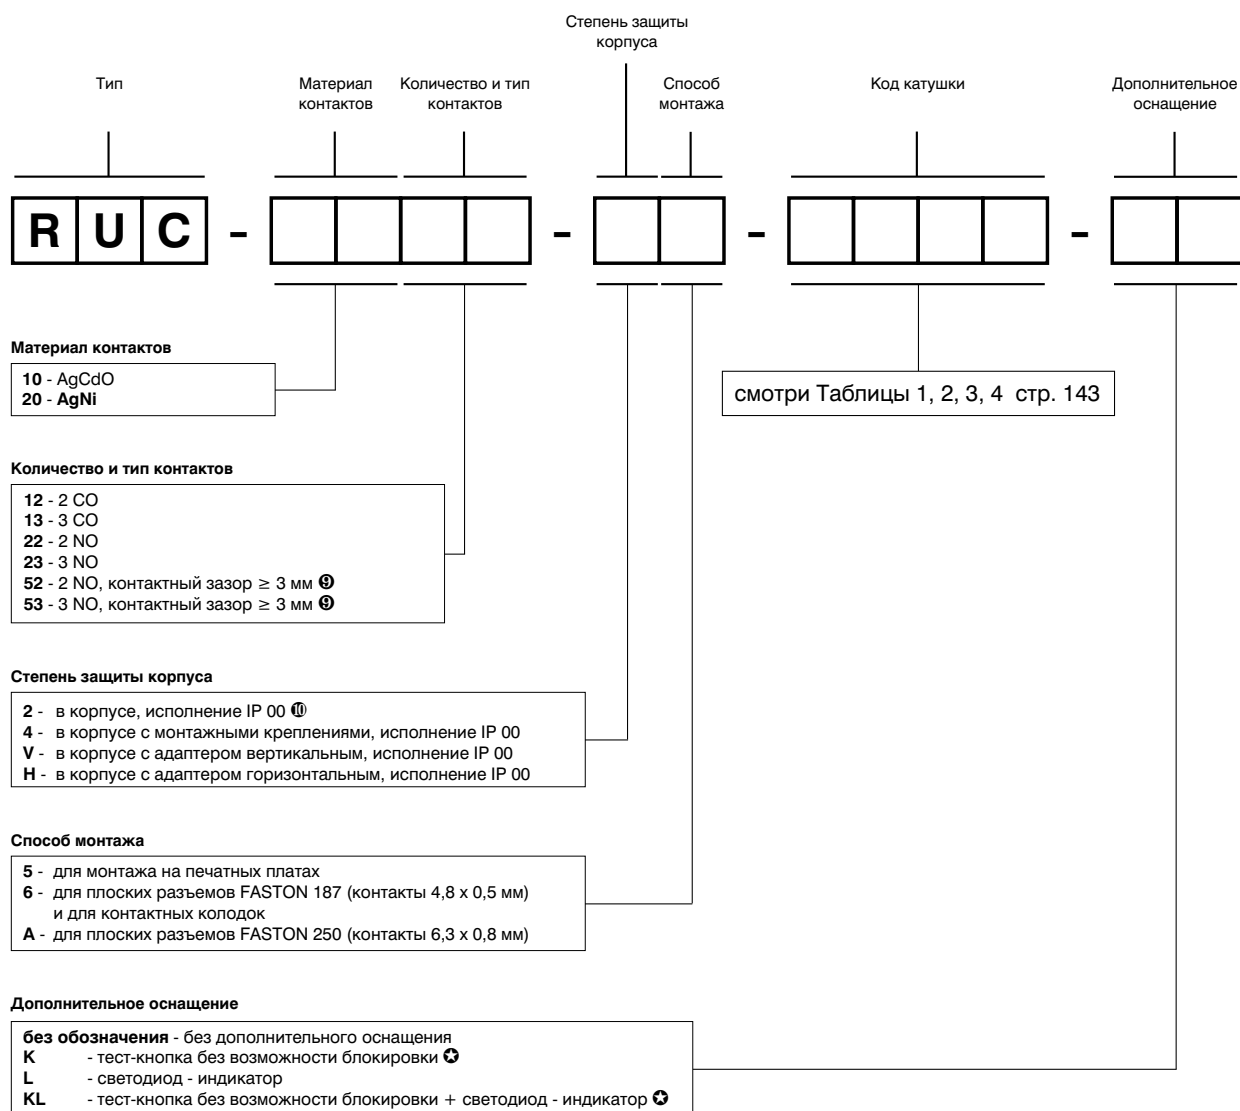 Степень защиты
корпуса
Тип
Материал
контактов
Количество и тип
контактов
Способ
монтажа
Код катушки
Дополнительное
оснащение
R U C - - - -
Материал контактов
10 - AgCdO
20 - AgNi
смотри Таблицы 1, 2, 3, 4 стр. 143
Количество и тип контактов
12 - 2 CO
13 - 3 CO
22 - 2 NO
23 - 3 NO
52 - 2 NO, контактный зазор ≥ 3 мм ❾
53 - 3 NO, контактный зазор ≥ 3 мм ❾
Степень защиты корпуса
2 - в корпусе, исполнение IP 00 ❿
4 - в корпусе с монтажными креплениями, исполнение IP 00
V - в корпусе с адаптером вертикальным, исполнение IP 00
H - в корпусе с адаптером горизонтальным, исполнение IP 00
Способ монтажа
5 - для монтажа на печатных платах
6 - для плоских разъемов FASTON 187 (контакты 4,8 x 0,5 мм)
и для контактных колодок
A - для плоских разъемов FASTON 250 (контакты 6,3 x 0,8 мм)
Дополнительное оснащение
без обозначения - без дополнительного оснащения
K - тест-кнопка без возможности блокировки ✪
L - светодиод - индикатор
KL - тест-кнопка без возможности блокировки + светодиод - индикатор ✪